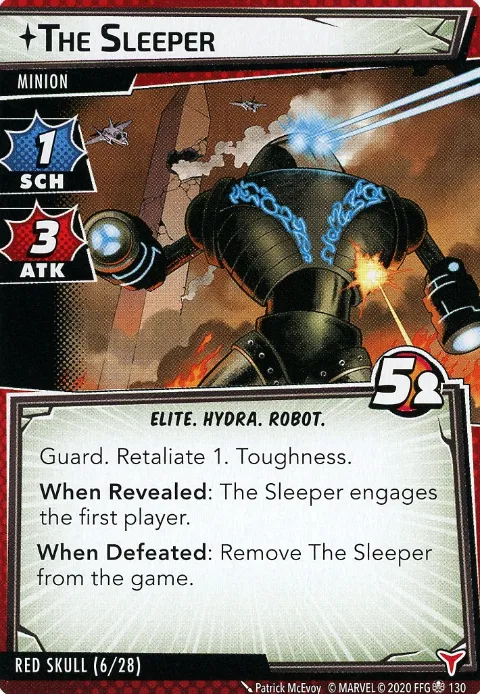 The Sleeper
MINION
1
SCH
3
ATK
5
ELITE. HYDRA. ROBOT.
Guard. Retaliate 1. Toughness.
When Revealed: The Sleeper engages
the first player.
When Defeated: Remove The Sleeper
from the game.
RED SKULL (6/28)
Patrick McEvoy © MARVEL © 2020 FFG 130